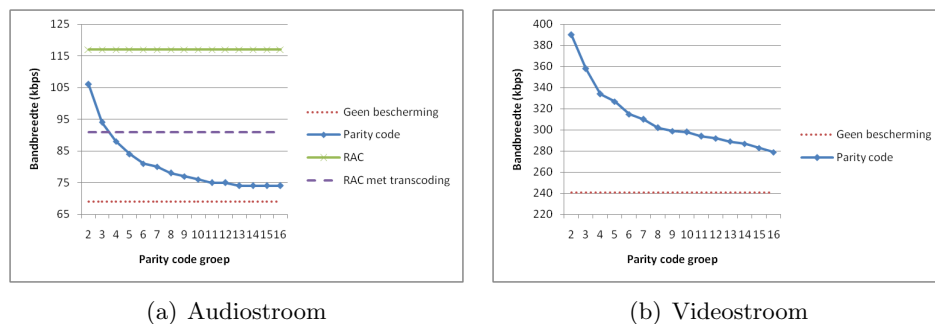 125
115
105
95
85
75
65
Bandbreedte (kbps)
2 3 4 5 6 7 8 9 10 11 12 13 14 15 16
Parity code groep
Geen bescherming
Parity code
RAC
RAC met transcoding
(a) Audiostroom
400
380
360
340
320
300
280
260
240
220
Bandbreedte (kbps)
2 3 4 5 6 7 8 9 10 11 12 13 14 15 16
Parity code groep
Geen bescherming
Parity code
(b) Videostroom